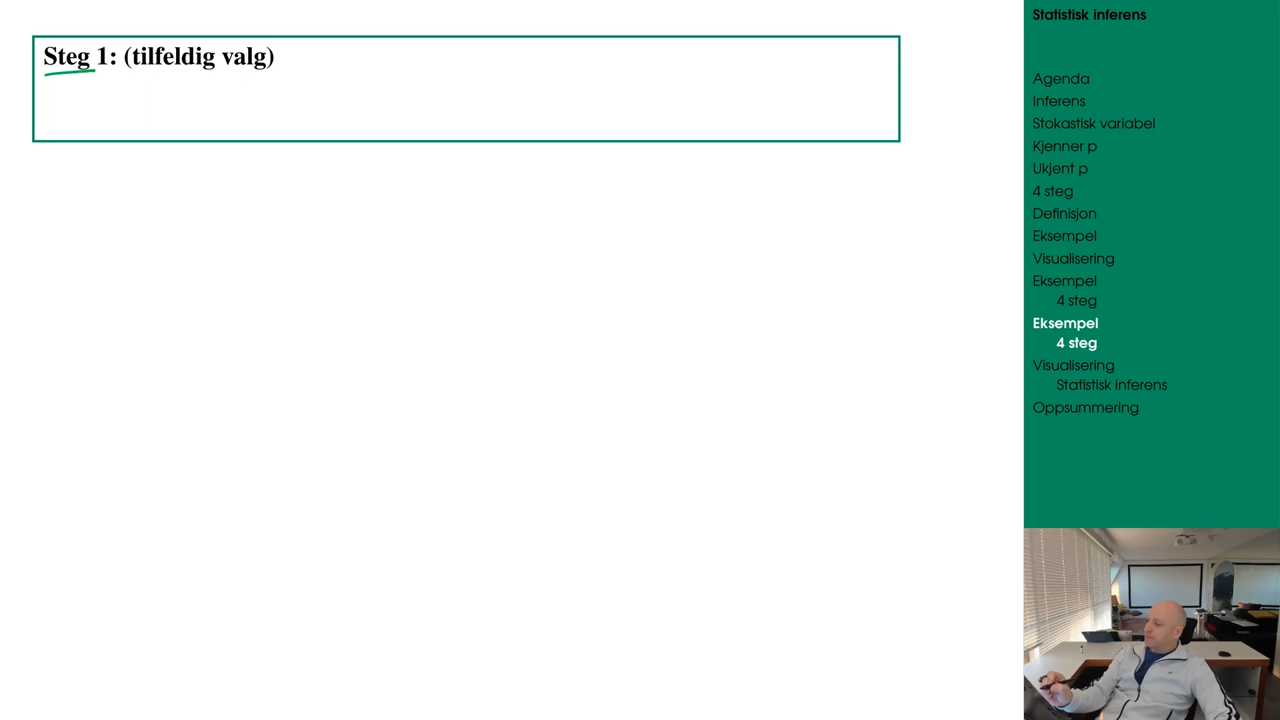 Steg 1: (tilfeldig valg)
Statistisk inferens
Agenda
Inferens
Stokastisk variabel
Kjenner p
Ukjent p
4 steg
Definisjon
Eksempel
Visualisering
Eksempel
4 steg
Eksempel
4 steg
Visualisering
Statistisk inferens
Oppsummering